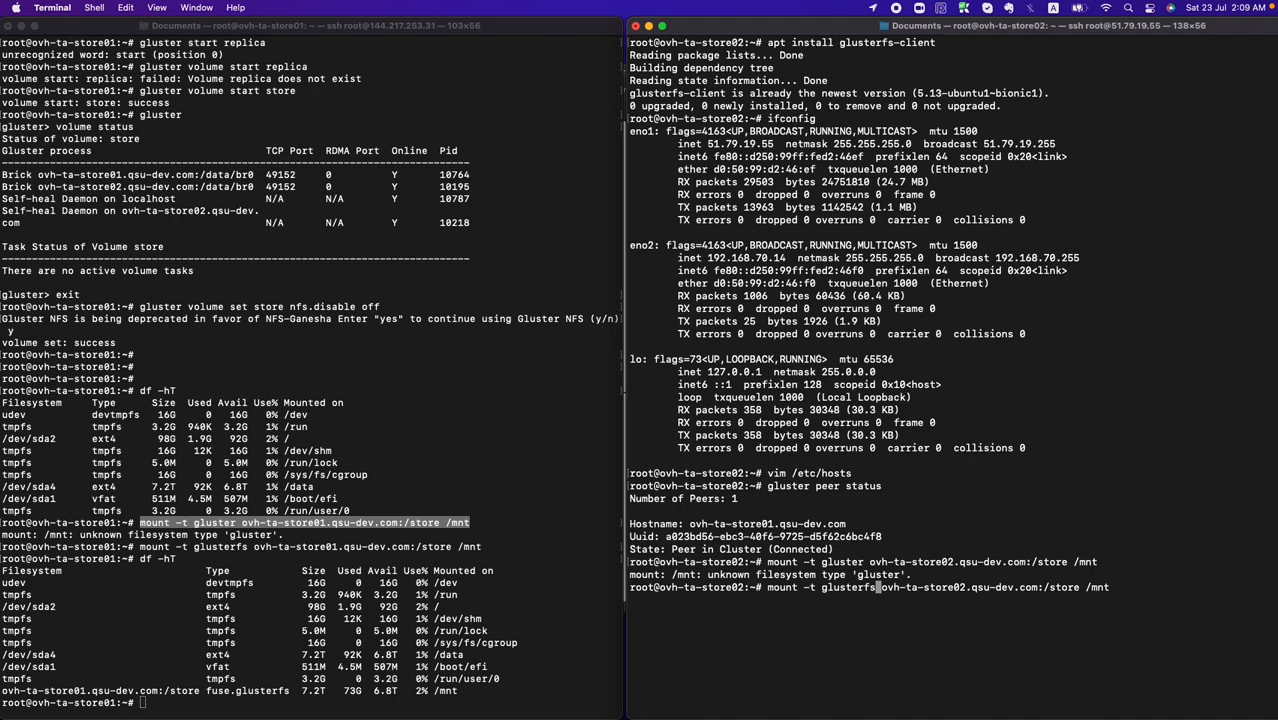 Terminal Shell Edit View Window Help
A
Sat 23 Jul 2:09 AM
Documents — root@ovh-ta-store01: ~ — ssh root@144.217.253.31 — 103×56
[root@ovh-ta-store01:~# gluster start replica
unrecognized word: start (position 0)
[root@ovh-ta-store01:~# gluster volume start replica
volume start: replica: failed: Volume replica does not exist
[root@ovh-ta-store01:~# gluster volume start store
volume start: store: success
[root@ovh-ta-store01:~# gluster
[gluster> volume status
Status of volume: store
Gluster process TCP Port RDMA Port Online Pid
------------------------------------------------------------------------------
Brick ovh-ta-store01.qsu-dev.com:/data/br0 49152 0 Y 10764
Brick ovh-ta-store02.qsu-dev.com:/data/br0 49152 0 Y 10195
Self-heal Daemon on localhost N/A N/A Y 10787
Self-heal Daemon on ovh-ta-store02.qsu-dev.
com N/A N/A Y 10218
Task Status of Volume store
------------------------------------------------------------------------------
There are no active volume tasks
[gluster> exit
[root@ovh-ta-store01:~# gluster volume set store nfs.disable off
Gluster NFS is being deprecated in favor of NFS-Ganesha Enter "yes" to continue using Gluster NFS (y/n)
y
volume set: success
[root@ovh-ta-store01:~#
[root@ovh-ta-store01:~#
[root@ovh-ta-store01:~#
[root@ovh-ta-store01:~# df -hT
Filesystem Type Size Used Avail Use% Mounted on
udev devtmpfs 16G 0 16G 0% /dev
tmpfs tmpfs 3.2G 940K 3.2G 1% /run
/dev/sda2 ext4 98G 1.9G 92G 2% /
tmpfs tmpfs 16G 12K 16G 1% /dev/shm
tmpfs tmpfs 5.0M 0 5.0M 0% /run/lock
tmpfs tmpfs 16G 0 16G 0% /sys/fs/cgroup
/dev/sda4 ext4 7.2T 92K 6.8T 1% /data
/dev/sda1 vfat 511M 4.5M 507M 1% /boot/efi
tmpfs tmpfs 3.2G 0 3.2G 0% /run/user/0
[root@ovh-ta-store01:~# mount -t gluster ovh-ta-store01.qsu-dev.com:/store /mnt
mount: /mnt: unknown filesystem type 'gluster'.
[root@ovh-ta-store01:~# mount -t glusterfs ovh-ta-store01.qsu-dev.com:/store /mnt
[root@ovh-ta-store01:~# df -hT
Filesystem Type Size Used Avail Use% Mounted on
udev devtmpfs 16G 0 16G 0% /dev
tmpfs tmpfs 3.2G 940K 3.2G 1% /run
/dev/sda2 ext4 98G 1.9G 92G 2% /
tmpfs tmpfs 16G 12K 16G 1% /dev/shm
tmpfs tmpfs 5.0M 0 5.0M 0% /run/lock
tmpfs tmpfs 16G 0 16G 0% /sys/fs/cgroup
/dev/sda4 ext4 7.2T 92K 6.8T 1% /data
/dev/sda1 vfat 511M 4.5M 507M 1% /boot/efi
tmpfs tmpfs 3.2G 0 3.2G 0% /run/user/0
ovh-ta-store01.qsu-dev.com:/store fuse.glusterfs 7.2T 73G 6.8T 2% /mnt
root@ovh-ta-store01:~#
Documents — root@ovh-ta-store02: ~ — ssh root@51.79.19.55 — 138×56
[root@ovh-ta-store02:~# apt install glusterfs-client
Reading package lists... Done
Building dependency tree
Reading state information... Done
glusterfs-client is already the newest version (5.13-ubuntu1~bionic1).
0 upgraded, 0 newly installed, 0 to remove and 0 not upgraded.
[root@ovh-ta-store02:~# ifconfig
eno1: flags=4163<UP,BROADCAST,RUNNING,MULTICAST> mtu 1500
inet 51.79.19.55 netmask 255.255.255.0 broadcast 51.79.19.255
inet6 fe80::d250:99ff:fed2:46ef prefixlen 64 scopeid 0x20<link>
ether d0:50:99:d2:46:ef txqueuelen 1000 (Ethernet)
RX packets 29503 bytes 24751810 (24.7 MB)
RX errors 0 dropped 0 overruns 0 frame 0
TX packets 13963 bytes 1142542 (1.1 MB)
TX errors 0 dropped 0 overruns 0 carrier 0 collisions 0
eno2: flags=4163<UP,BROADCAST,RUNNING,MULTICAST> mtu 1500
inet 192.168.70.14 netmask 255.255.255.0 broadcast 192.168.70.255
inet6 fe80::d250:99ff:fed2:46f0 prefixlen 64 scopeid 0x20<link>
ether d0:50:99:d2:46:f0 txqueuelen 1000 (Ethernet)
RX packets 1006 bytes 60436 (60.4 KB)
RX errors 0 dropped 0 overruns 0 frame 0
TX packets 25 bytes 1926 (1.9 KB)
TX errors 0 dropped 0 overruns 0 carrier 0 collisions 0
lo: flags=73<UP,LOOPBACK,RUNNING> mtu 65536
inet 127.0.0.1 netmask 255.0.0.0
inet6 ::1 prefixlen 128 scopeid 0x10<host>
loop txqueuelen 1000 (Local Loopback)
RX packets 358 bytes 30348 (30.3 KB)
RX errors 0 dropped 0 overruns 0 frame 0
TX packets 358 bytes 30348 (30.3 KB)
TX errors 0 dropped 0 overruns 0 carrier 0 collisions 0
[root@ovh-ta-store02:~# vim /etc/hosts
[root@ovh-ta-store02:~# gluster peer status
Number of Peers: 1
Hostname: ovh-ta-store01.qsu-dev.com
Uuid: a023bd56-ebc3-40f6-9725-d5f62c6bc4f8
State: Peer in Cluster (Connected)
[root@ovh-ta-store02:~# mount -t gluster ovh-ta-store02.qsu-dev.com:/store /mnt
mount: /mnt: unknown filesystem type 'gluster'.
root@ovh-ta-store02:~# mount -t glusterfs ovh-ta-store02.qsu-dev.com:/store /mnt